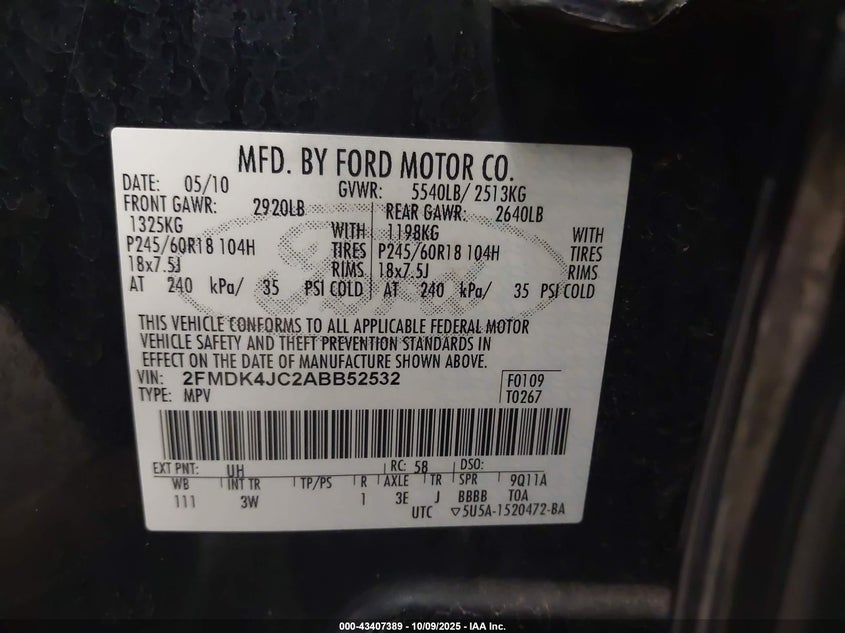 MFD. BY FORD MOTOR CO.
DATE: 05/10 GVWR: 5540LB/ 2513KG
FRONT GAWR: 2920LB REAR GAWR: 2640LB
1325KG WITH 1198KG WITH
P245/60R18 104H TIRES P245/60R18 104H TIRES
18x7.5J RIMS 18x7.5J RIMS
AT 240 kPa/ 35 PSI COLD AT 240 kPa/ 35 PSI COLD
THIS VEHICLE CONFORMS TO ALL APPLICABLE FEDERAL MOTOR
VEHICLE SAFETY AND THEFT PREVENTION STANDARDS IN
EFFECT ON THE DATE OF MANUFACTURE SHOWN ABOVE.
VIN: 2FMDK4JC2ABB52532 F0109
TYPE: MPV T0267
EXT PNT: UH RC: 58 DSO:
WB INT TR TP/PS R AXLE TR SPR 9Q11A
111 3W 1 3E J BBBB TOA
UTC ▽5U5A-1520472-BA
000-43407389 - 10/09/2025 - IAA Inc.